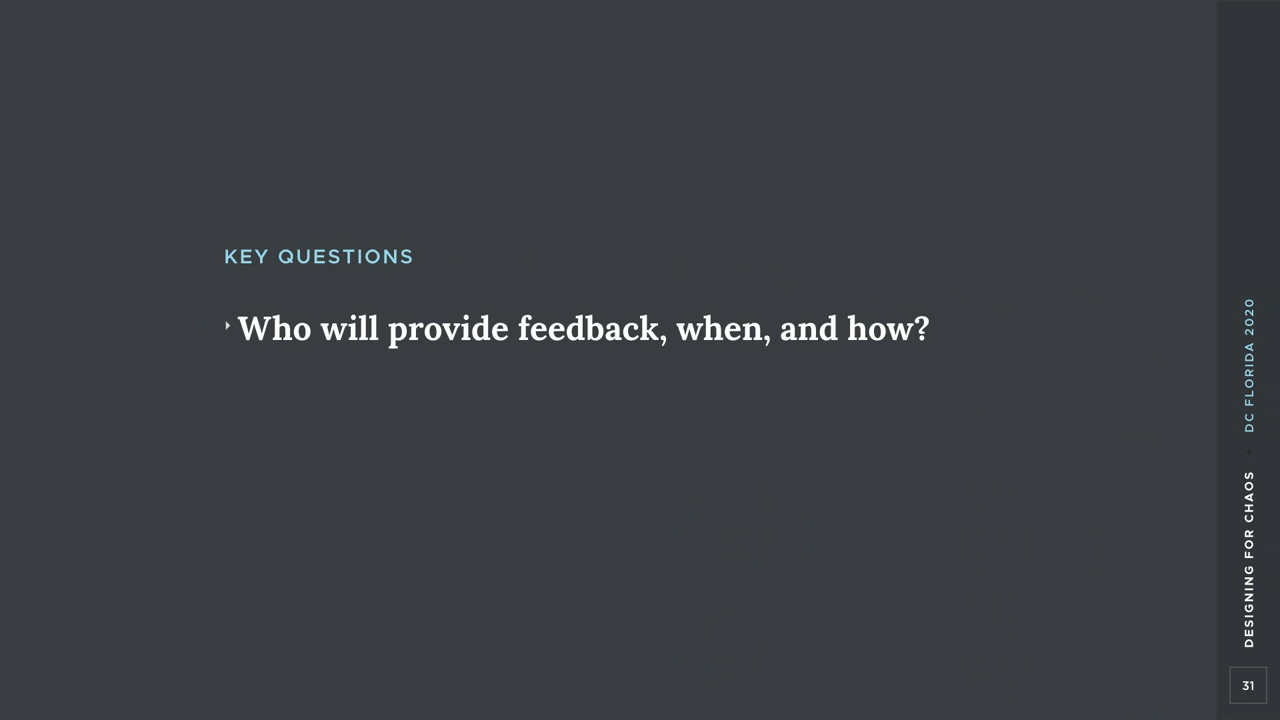 KEY QUESTIONS
Who will provide feedback, when, and how?
DESIGNING FOR CHAOS + DC FLORIDA 2020
31